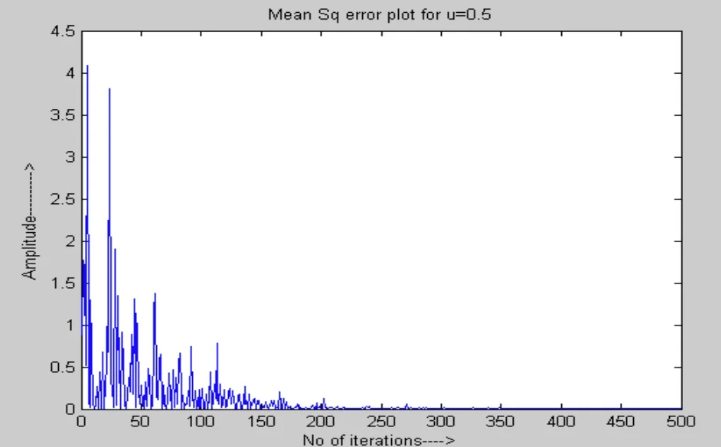 Mean Sq error plot for u=0.5
4.5
4
3.5
3
2.5
2
1.5
1
0.5
0
Amplitude---------->
0 50 100 150 200 250 300 350 400 450 500
No of iterations---->